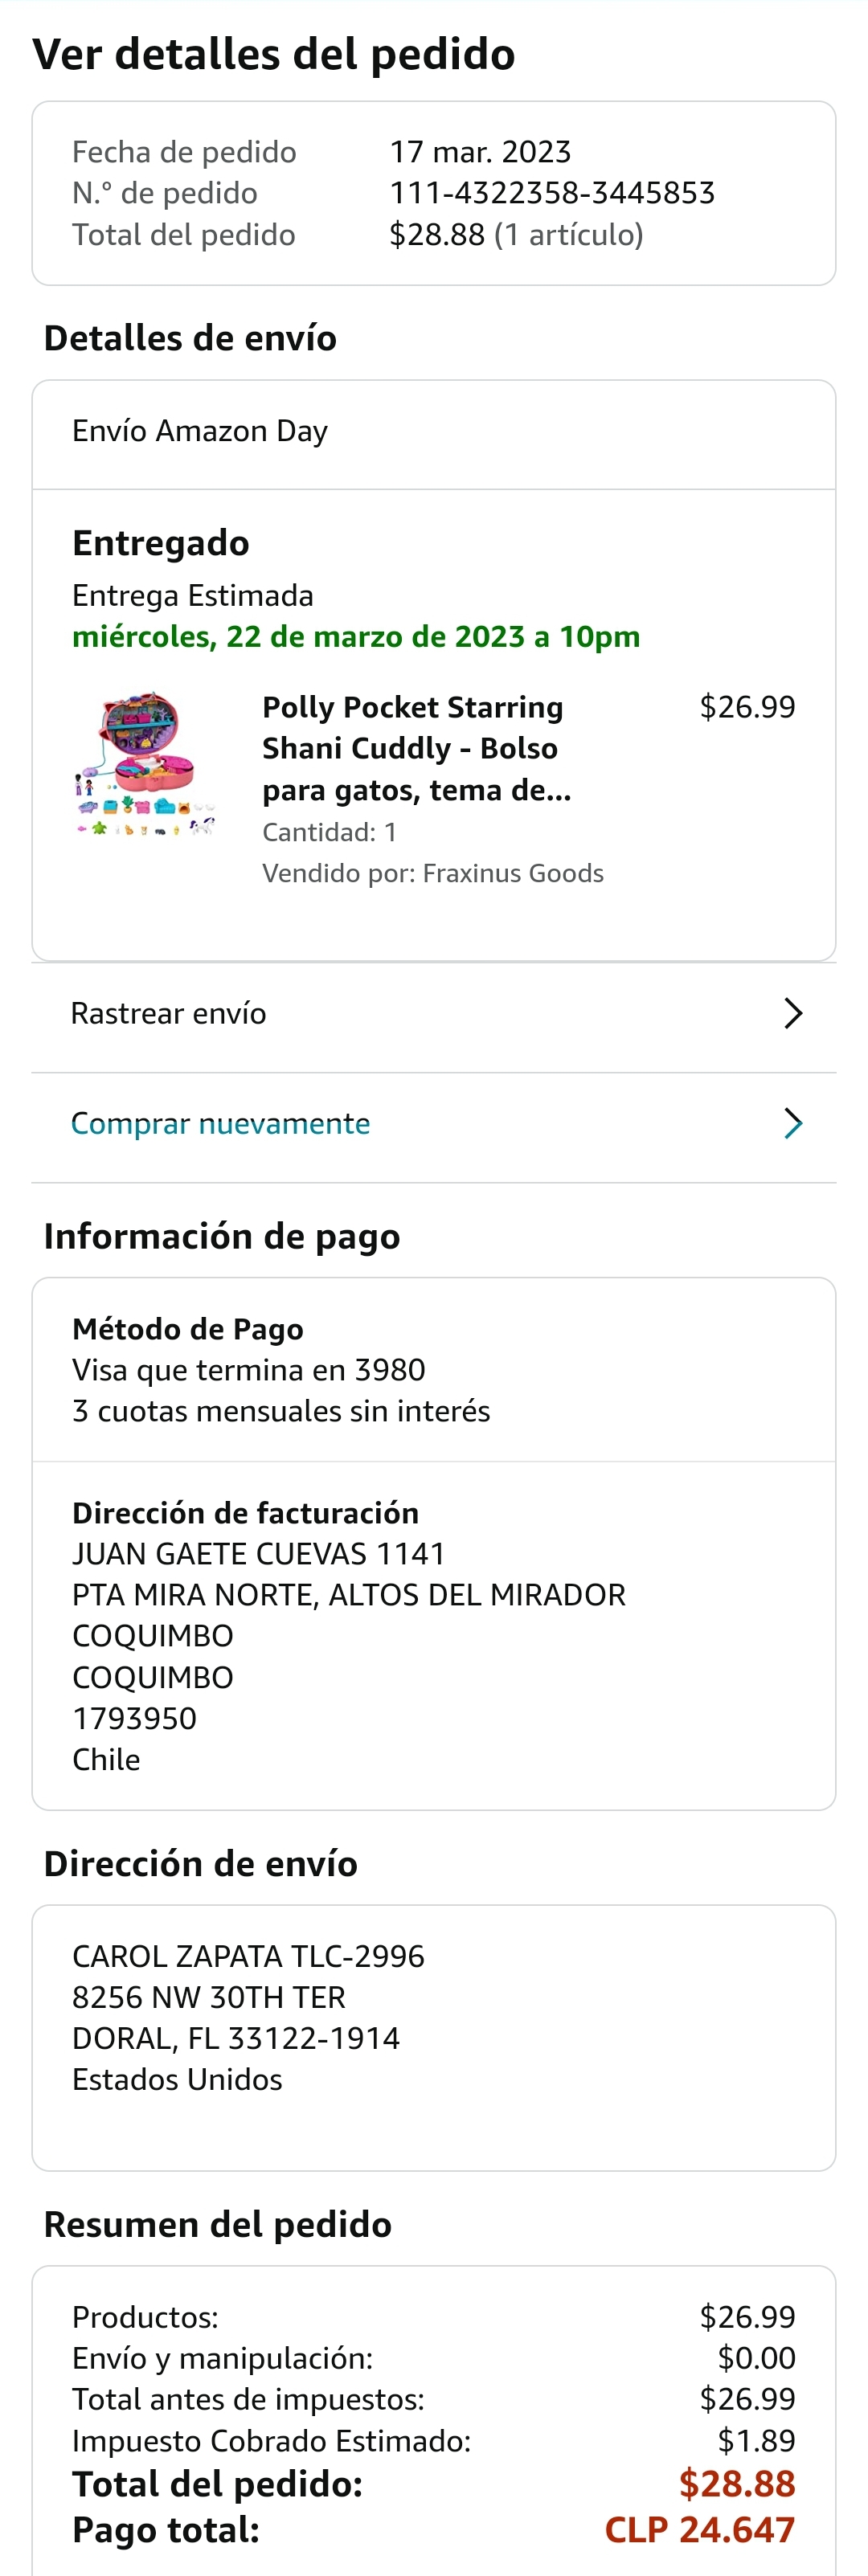 Ver detalles del pedido
Fecha de pedido 17 mar. 2023
N.° de pedido 111-4322358-3445853
Total del pedido $28.88 (1 artículo)
Detalles de envío
Envío Amazon Day
Entregado
Entrega Estimada
miércoles, 22 de marzo de 2023 a 10pm
Polly Pocket Starring $26.99
Shani Cuddly - Bolso
para gatos, tema de...
Cantidad: 1
Vendido por: Fraxinus Goods
Rastrear envío
Comprar nuevamente
Información de pago
Método de Pago
Visa que termina en 3980
3 cuotas mensuales sin interés
Dirección de facturación
JUAN GAETE CUEVAS 1141
PTA MIRA NORTE, ALTOS DEL MIRADOR
COQUIMBO
COQUIMBO
1793950
Chile
Dirección de envío
CAROL ZAPATA TLC-2996
8256 NW 30TH TER
DORAL, FL 33122-1914
Estados Unidos
Resumen del pedido
Productos: $26.99
Envío y manipulación: $0.00
Total antes de impuestos: $26.99
Impuesto Cobrado Estimado: $1.89
Total del pedido: $28.88
Pago total: CLP 24.647